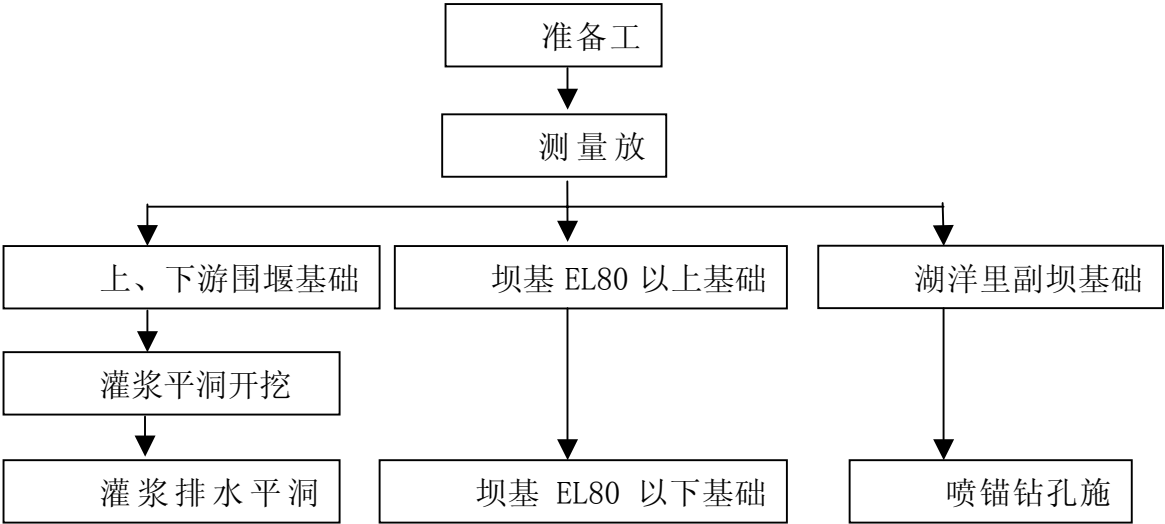 准备工
测量放
上、下游围堰基础
坝基 EL80 以上基础
湖洋里副坝基础
灌浆平洞开挖
灌浆排水平洞
坝基 EL80 以下基础
喷锚钻孔施